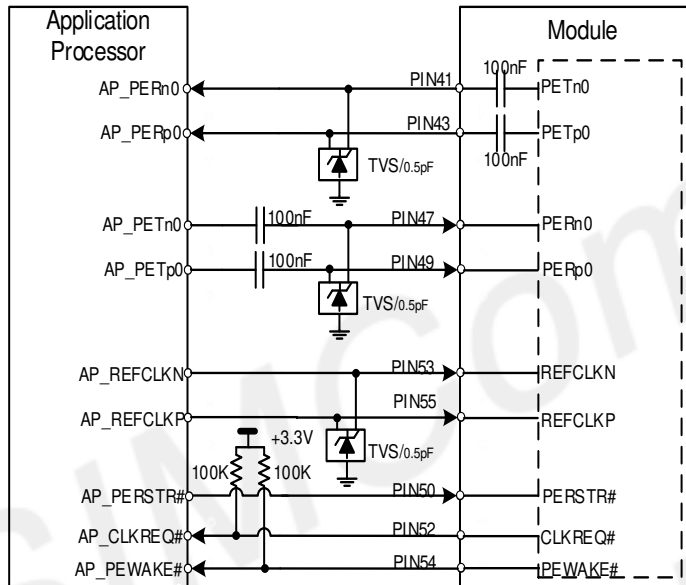 Application
Processor
Module
100nF
AP_PERn0
PIN41
PETn0
AP_PERp0
PIN43
PETp0
100nF
TVS/0.5pF
AP_PETn0
100nF
PIN47
PERn0
100nF
AP_PETp0
PIN49
PERp0
TVS/0.5pF
AP_REFCLKN
PIN53
REFCLKN
AP_REFCLKP
PIN55
REFCLKP
+3.3V
TVS/0.5pF
100K
100K
AP_PERSTR#
PIN50
PERSTR#
AP_CLKREQ#
PIN52
CLKREQ#
AP_PEWAKE#
PIN54
PEWAKE#
SIMCom